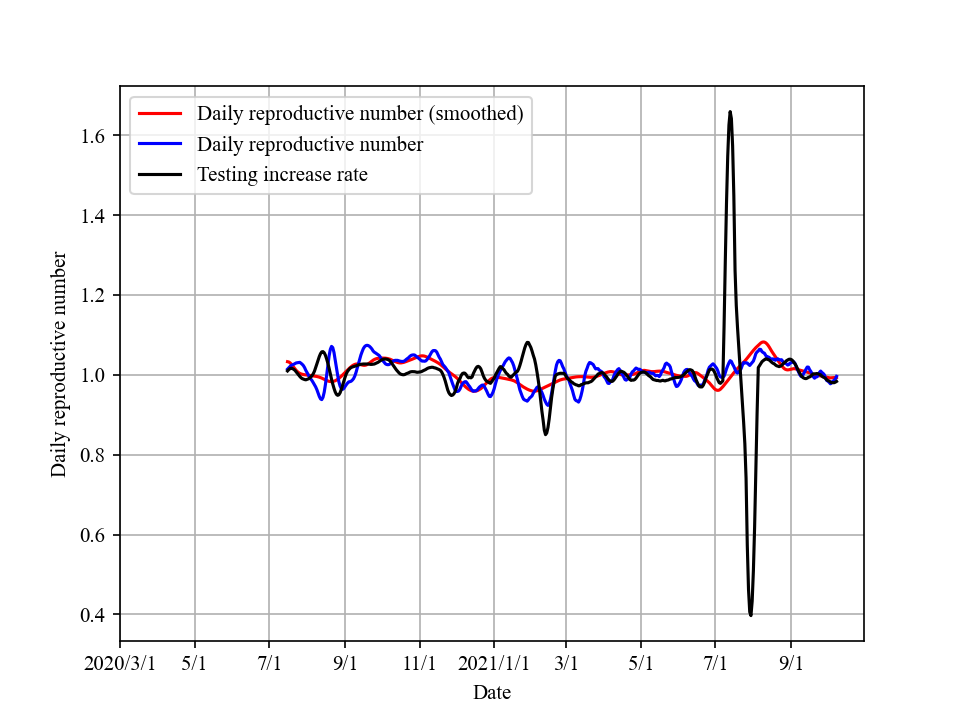 Daily reproductive number (smoothed)
Daily reproductive number
Testing increase rate
Daily reproductive number
1.6
1.4
1.2
1.0
0.8
0.6
0.4
2020/3/1 5/1 7/1 9/1 11/1 2021/1/1 3/1 5/1 7/1 9/1
Date